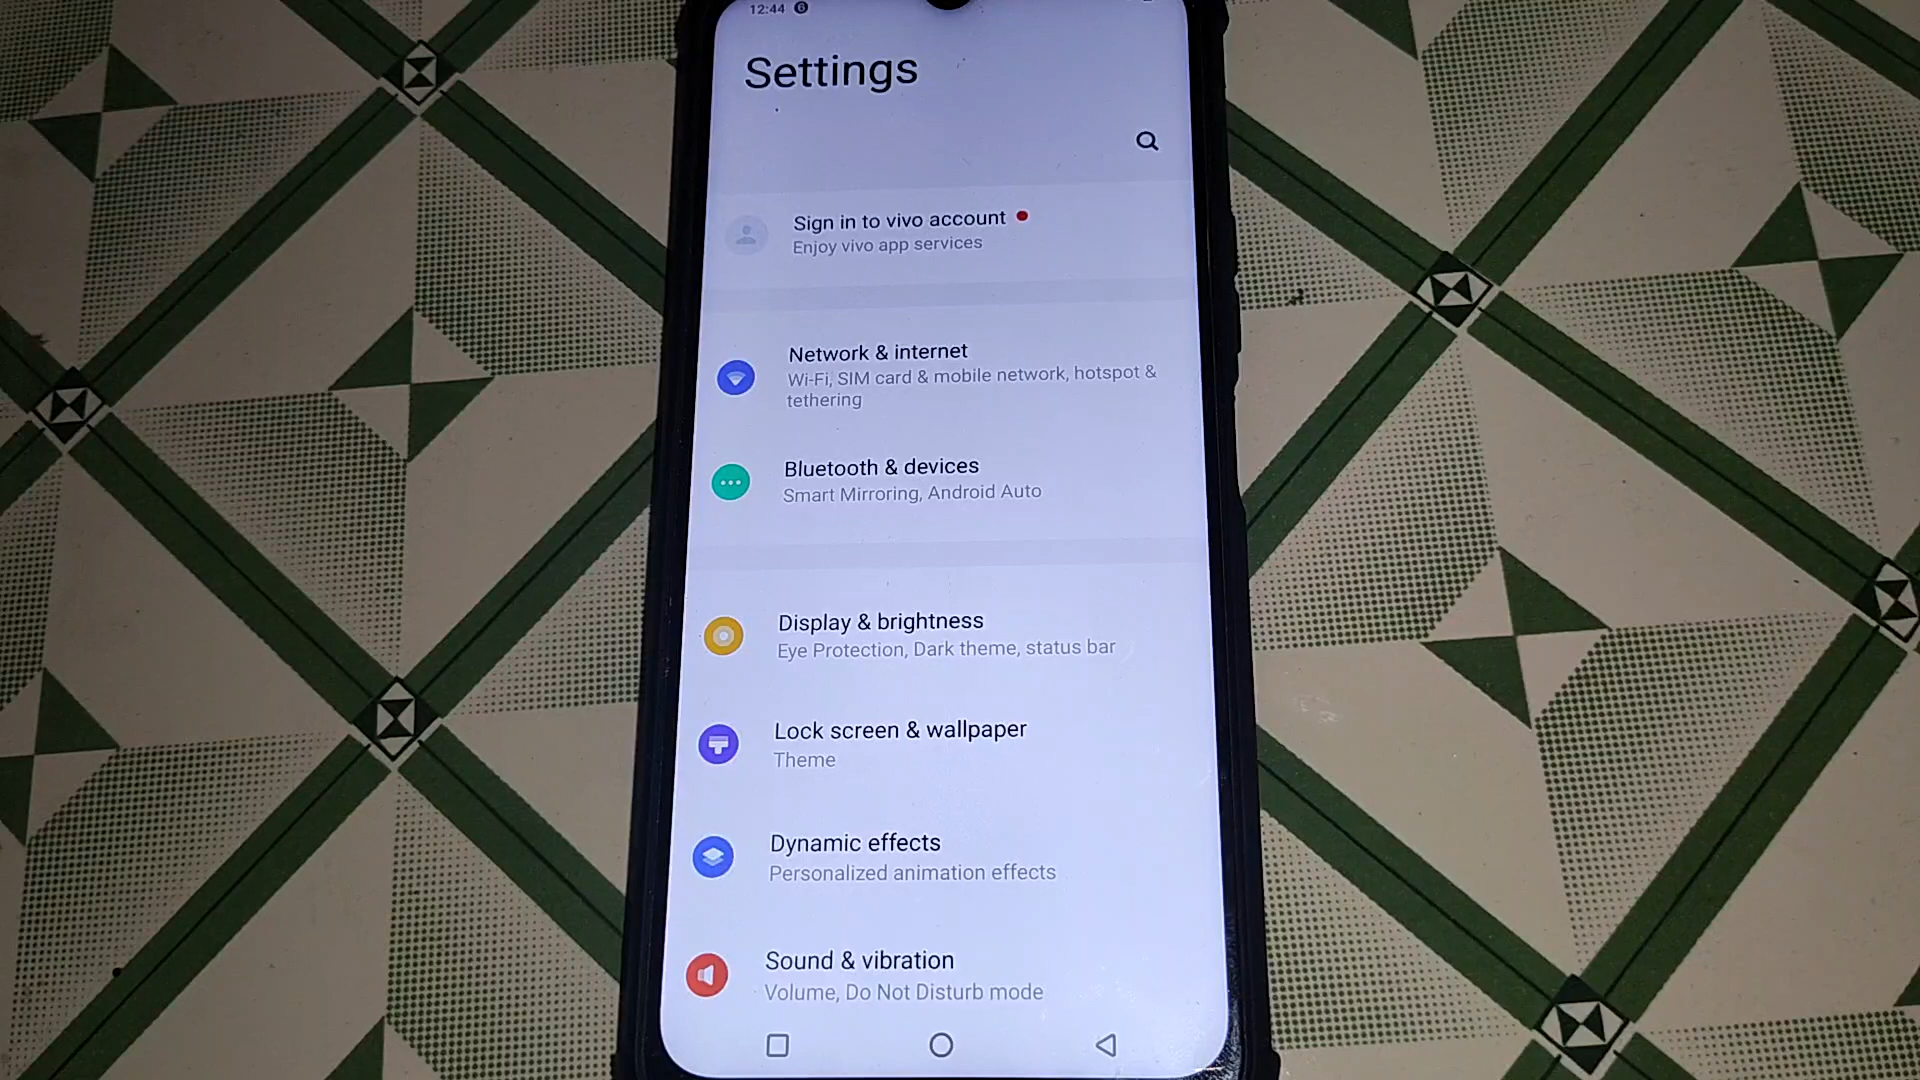 12:44
Settings
Sign in to vivo account
Enjoy vivo app services
Network & internet
Wi-Fi, SIM card & mobile network, hotspot &
tethering
Bluetooth & devices
Smart Mirroring, Android Auto
Display & brightness
Eye Protection, Dark theme, status bar
Lock screen & wallpaper
Theme
Dynamic effects
Personalized animation effects
Sound & vibration
Volume, Do Not Disturb mode